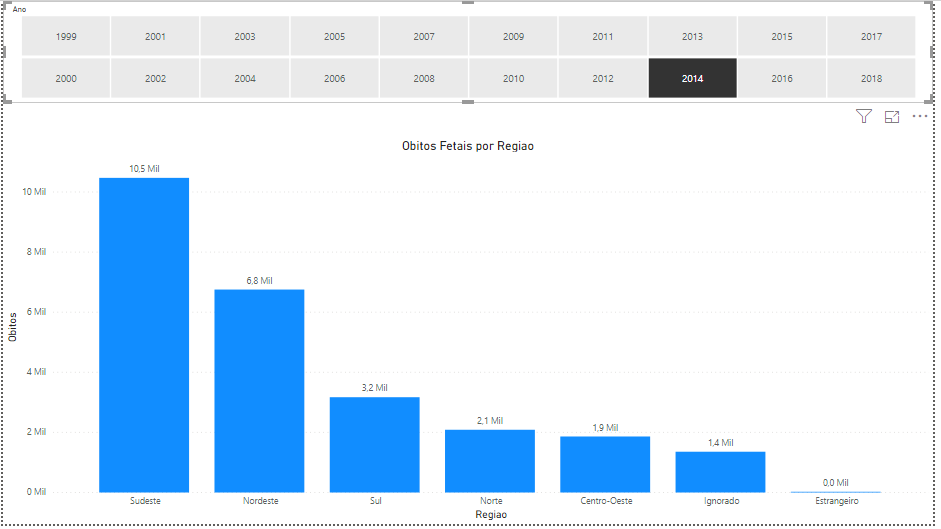 Ano
1999 2001 2003 2005 2007 2009 2011 2013 2015 2017
2000 2002 2004 2006 2008 2010 2012 2014 2016 2018
Obitos Fetais por Regiao
10,5 Mil
10 Mil
8 Mil
6,8 Mil
6 Mil
4 Mil
3,2 Mil
2,1 Mil
2 Mil
1,9 Mil
1,4 Mil
0,0 Mil
0 Mil
Obitos
Sudeste Nordeste Sul Norte Centro-Oeste Ignorado Estrangeiro
Regiao